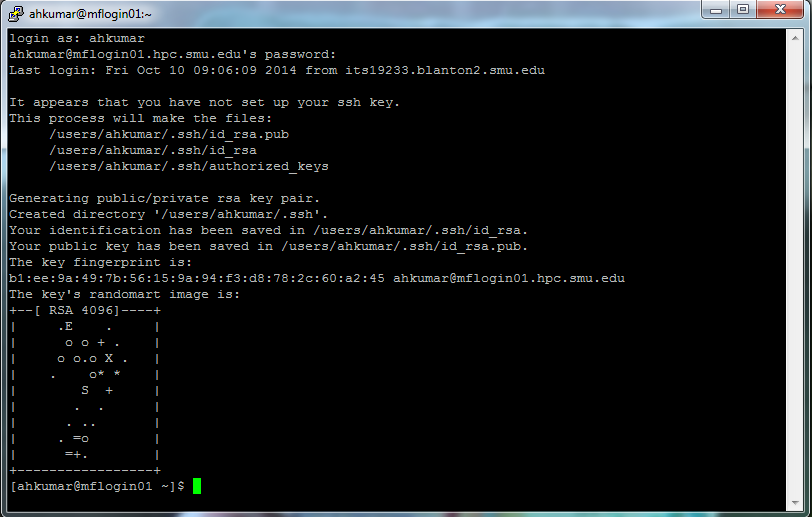 ahkumar@mflogin01:~
login as: ahkumar
ahkumar@mflogin01.hpc.smu.edu's password:
Last login: Fri Oct 10 09:06:09 2014 from its19233.blanton2.smu.edu

It appears that you have not set up your ssh key.
This process will make the files:
     /users/ahkumar/.ssh/id_rsa.pub
     /users/ahkumar/.ssh/id_rsa
     /users/ahkumar/.ssh/authorized_keys

Generating public/private rsa key pair.
Created directory '/users/ahkumar/.ssh'.
Your identification has been saved in /users/ahkumar/.ssh/id_rsa.
Your public key has been saved in /users/ahkumar/.ssh/id_rsa.pub.
The key fingerprint is:
b1:ee:9a:49:7b:56:15:9a:94:f3:d8:78:2c:60:a2:45 ahkumar@mflogin01.hpc.smu.edu
The key's randomart image is:
+--[ RSA 4096]----+
|     .E    .     |
|      o o + .    |
|     o o.o X .   |
|    .    o* *    |
|        S  +     |
|       .  .      |
|      . ..       |
|     . =o        |
|      =+.        |
+-----------------+
[ahkumar@mflogin01 ~]$